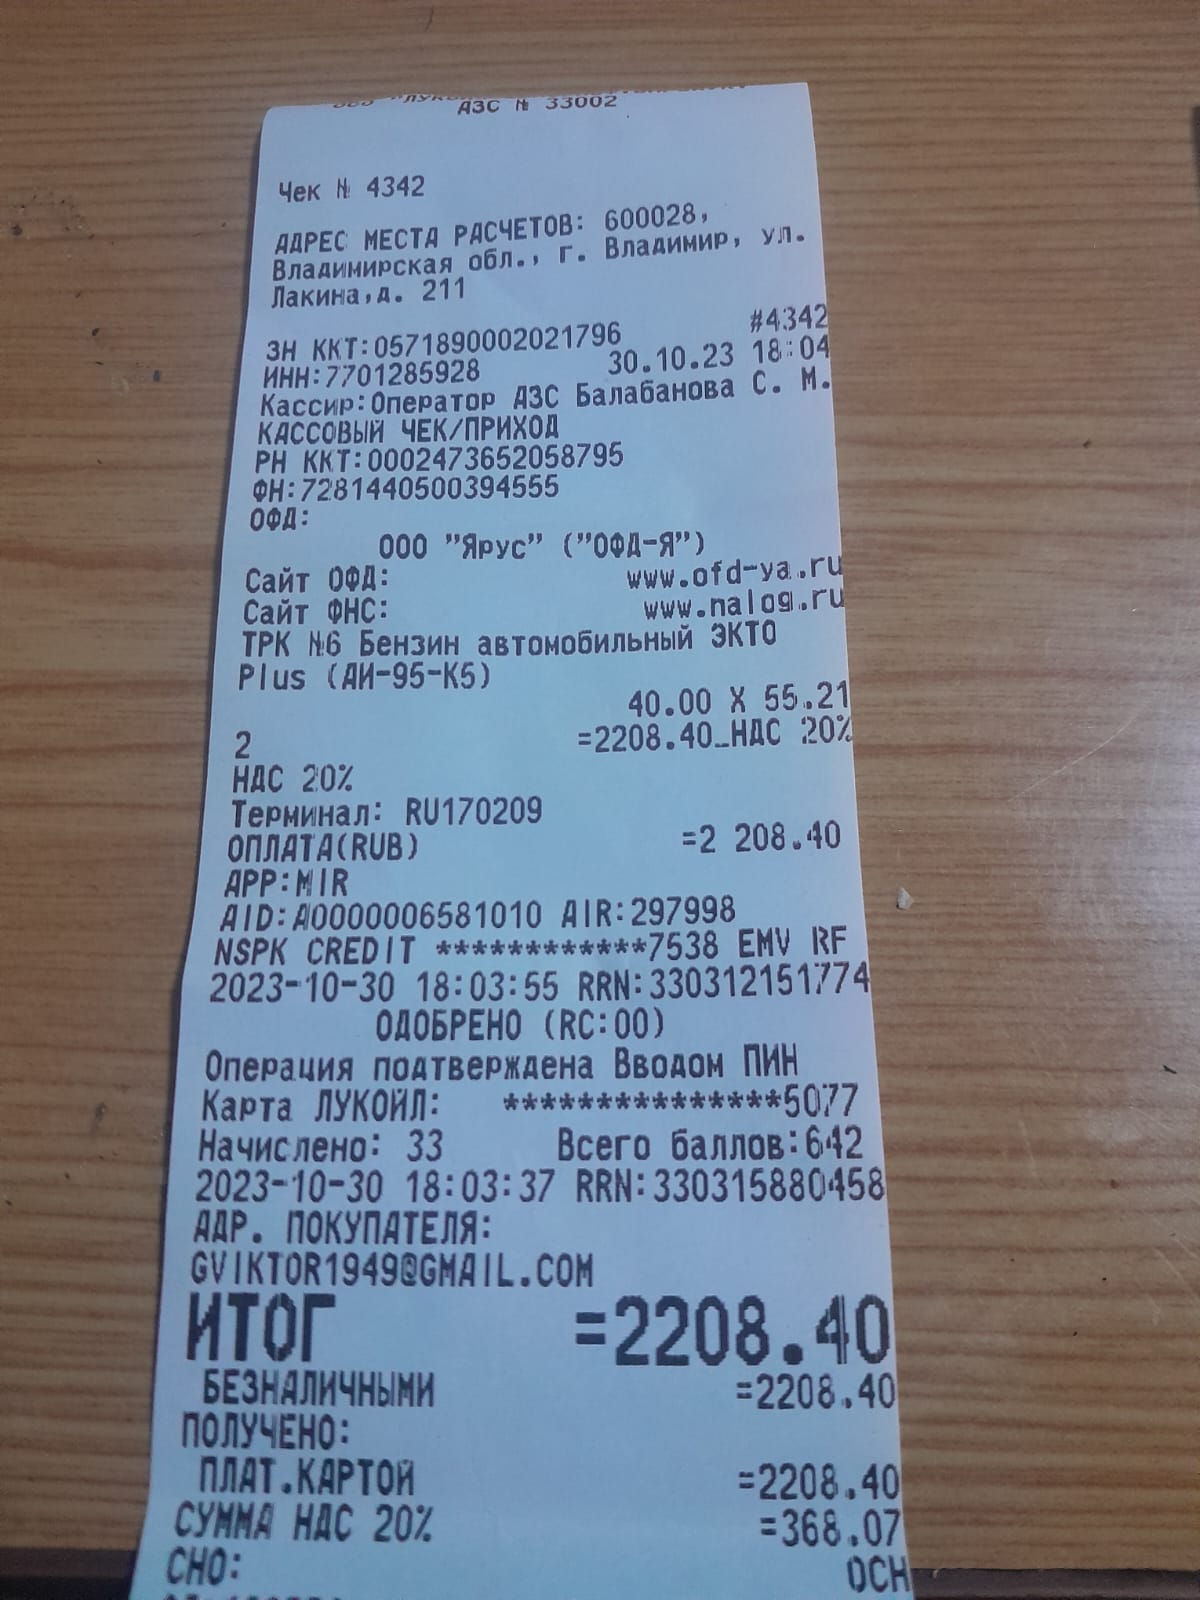 АЗС № 33002
Чек № 4342
АДРЕС МЕСТА РАСЧЕТОВ: 600028,
Владимирская обл., г. Владимир, ул.
Лакина,д. 211
#4342
ЗН ККТ:0571890002021796
ИНН:7701285928 30.10.23 18:04
Кассир:Оператор АЗС Балабанова С. М.
КАССОВЫЙ ЧЕК/ПРИХОД
РН ККТ:0002473652058795
ФН:7281440500394555
ОФД:
ООО "Ярус" ("ОФД-Я")
Сайт ОФД: www.ofd-ya.ru
Сайт ФНС: www.nalog.ru
ТРК №6 Бензин автомобильный ЭКТО
Plus (АИ-95-К5)
40.00 X 55.21
2 =2208.40_НДС 20%
НДС 20%
Терминал: RU170209
ОПЛАТА(RUB) =2 208.40
APP:MIR
AID:A0000006581010 AIR:297998
NSPK CREDIT ************7538 EMV RF
2023-10-30 18:03:55 RRN:330312151774
ОДОБРЕНО (RC:00)
Операция подтверждена Вводом ПИН
Карта ЛУКОЙЛ: ***************5077
Начислено: 33 Всего баллов:642
2023-10-30 18:03:37 RRN:330315880458
АДР. ПОКУПАТЕЛЯ:
GVIKTOR1949@GMAIL.COM
ИТОГ =2208.40
БЕЗНАЛИЧНЫМИ =2208.40
ПОЛУЧЕНО:
ПЛАТ.КАРТОЙ =2208.40
СУММА НДС 20% =368.07
СНО: ОСН